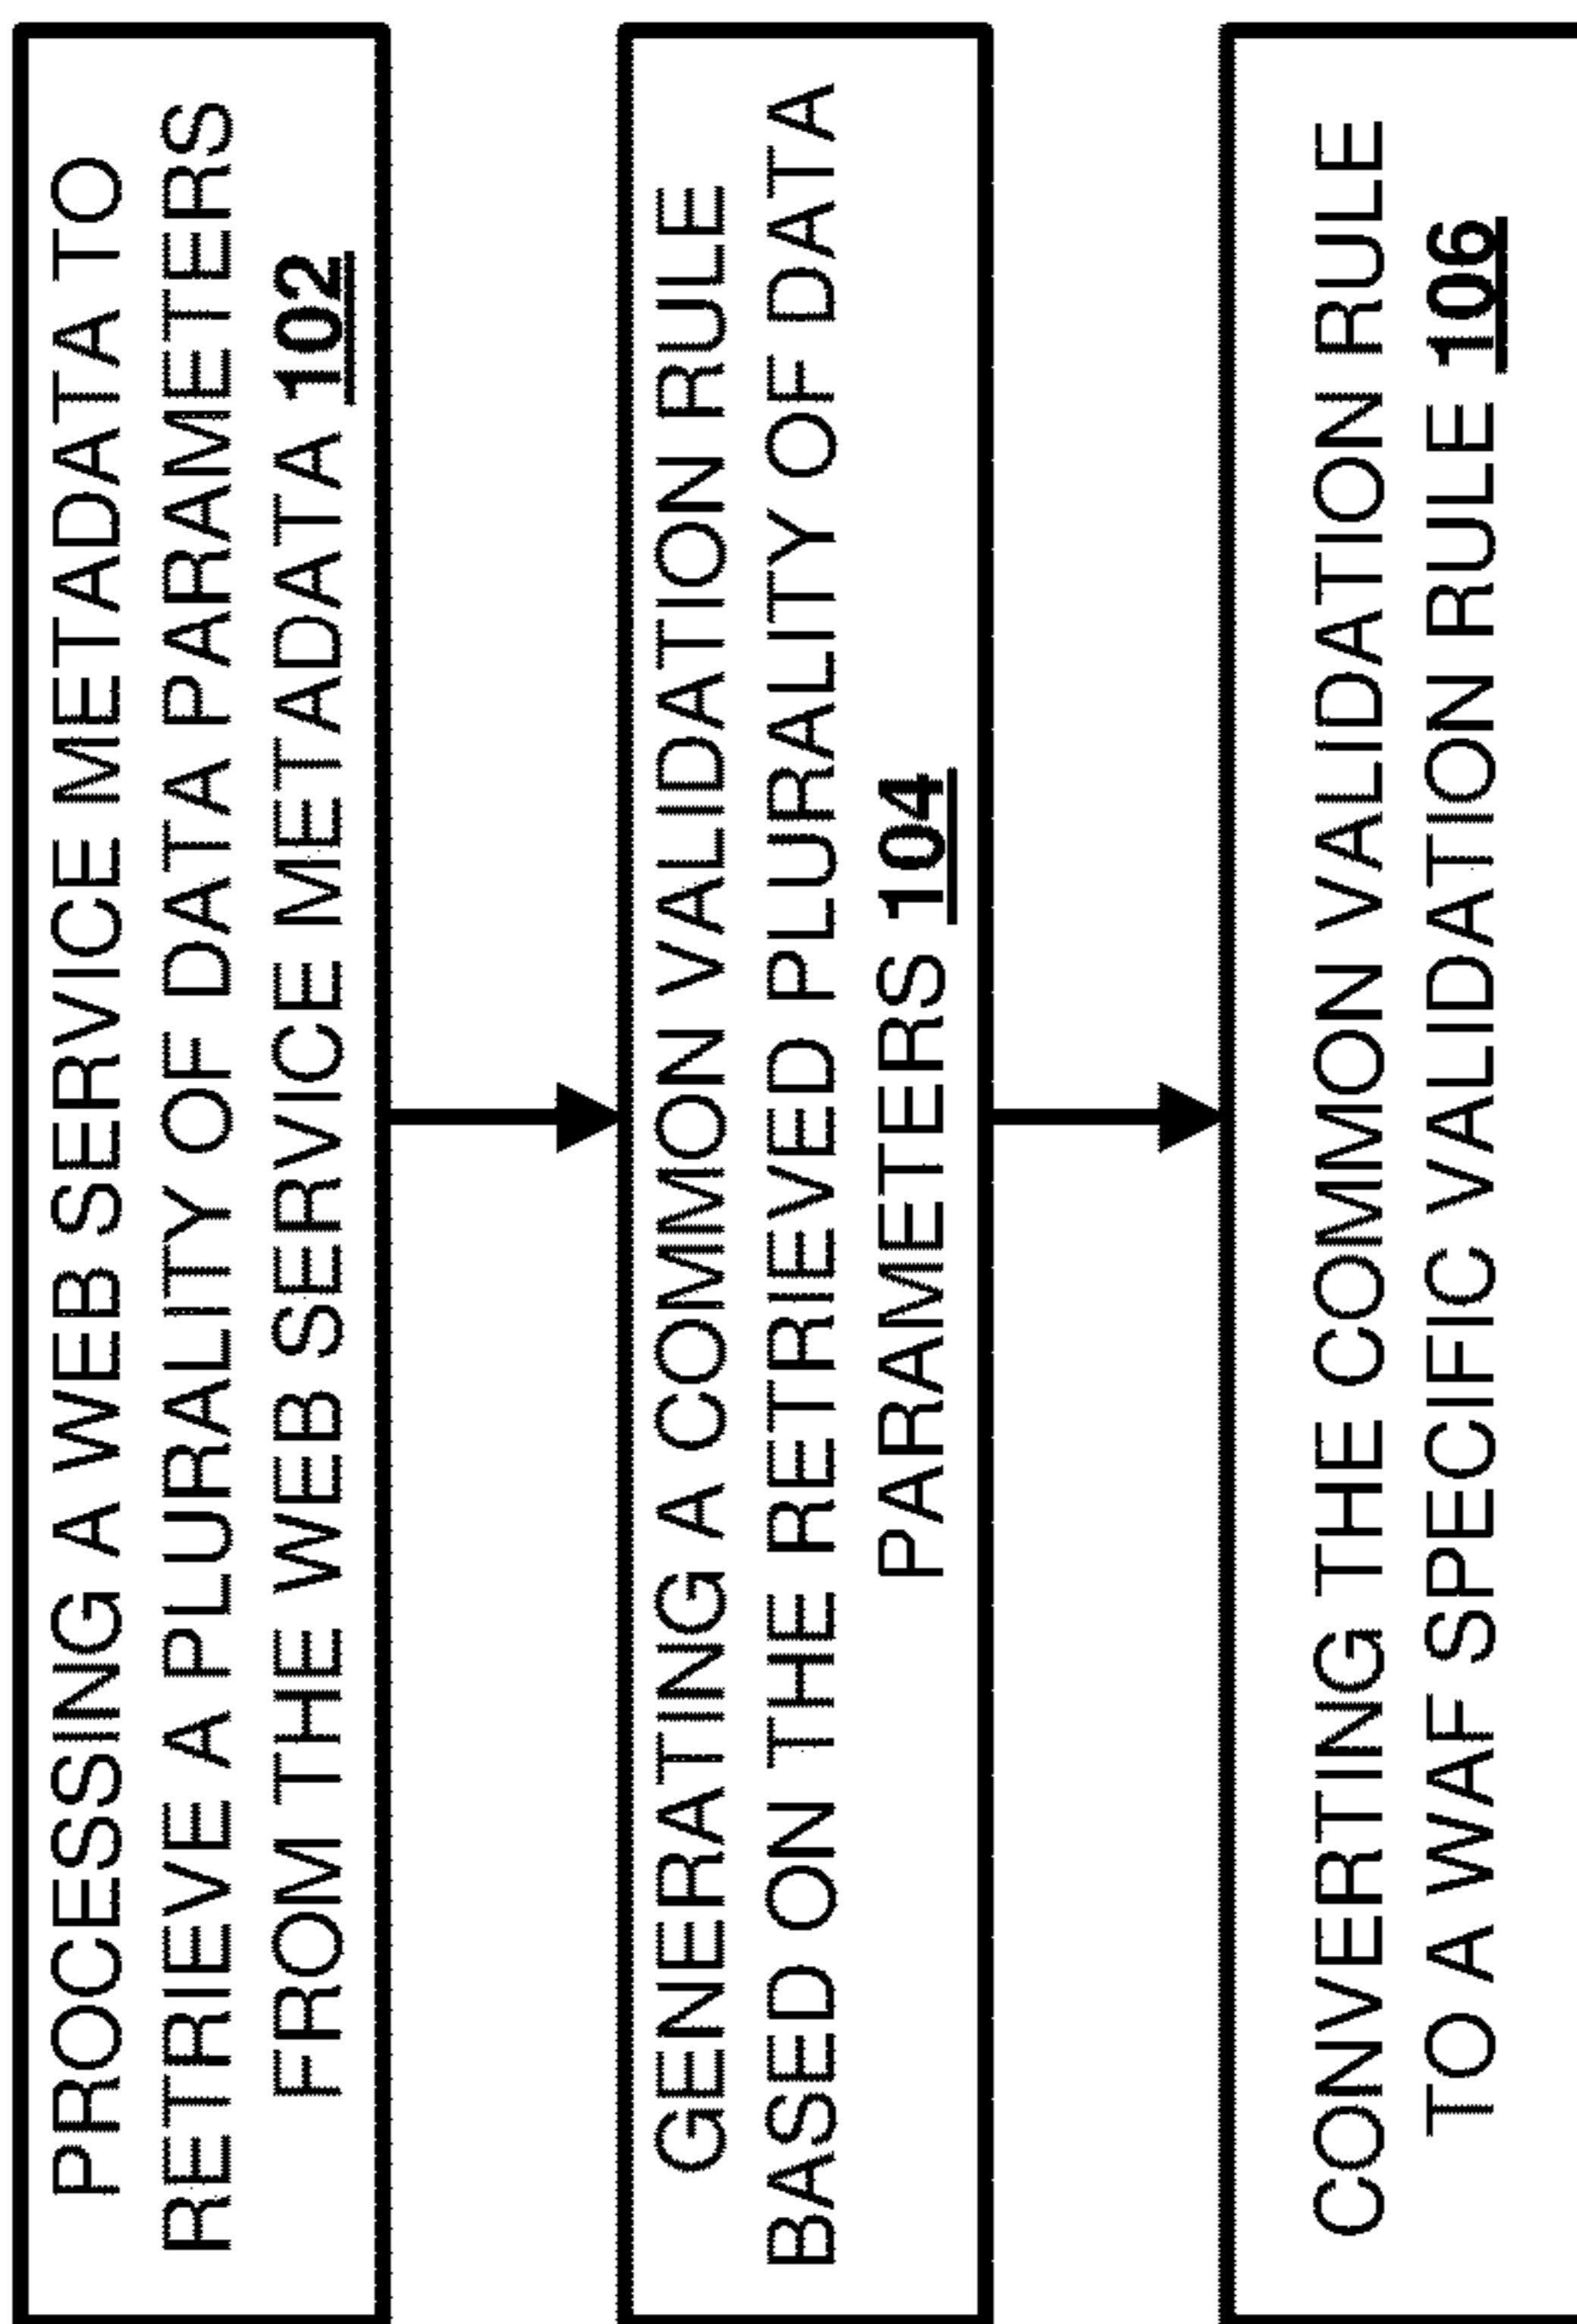 PROCESSING A WEB SERVICE METADATA TO
RETRIEVE A PLURALITY OF DATA PARAMETERS
FROM THE WEB SERVICE METADATA 102
GENERATING A COMMON VALIDATION RULE
BASED ON THE RETRIEVED PLURALITY OF DATA
PARAMETERS 104
CONVERTING THE COMMON VALIDATION RULE
TO A WAF SPECIFIC VALIDATION RULE 106